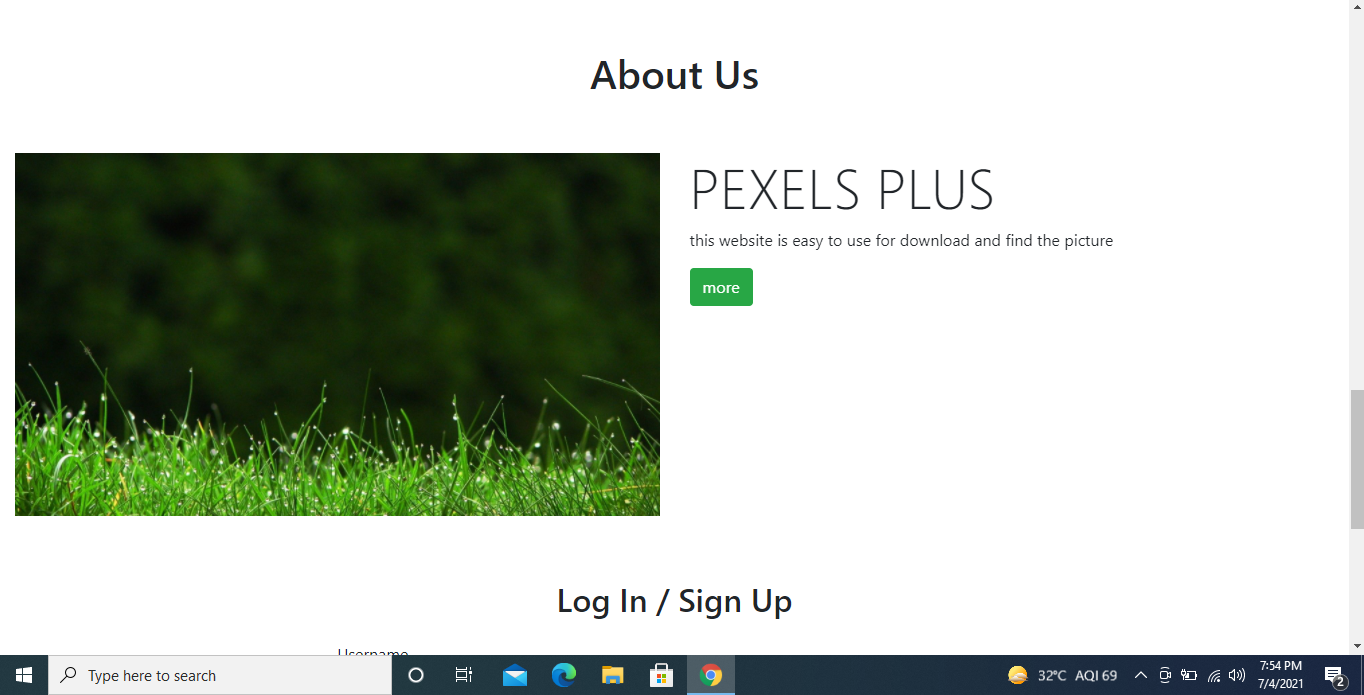 About Us
PEXELS PLUS
this website is easy to use for download and find the picture
more
Log In / Sign Up
Username
Type here to search
32°C AQI 69
7:54 PM
7/4/2021
2